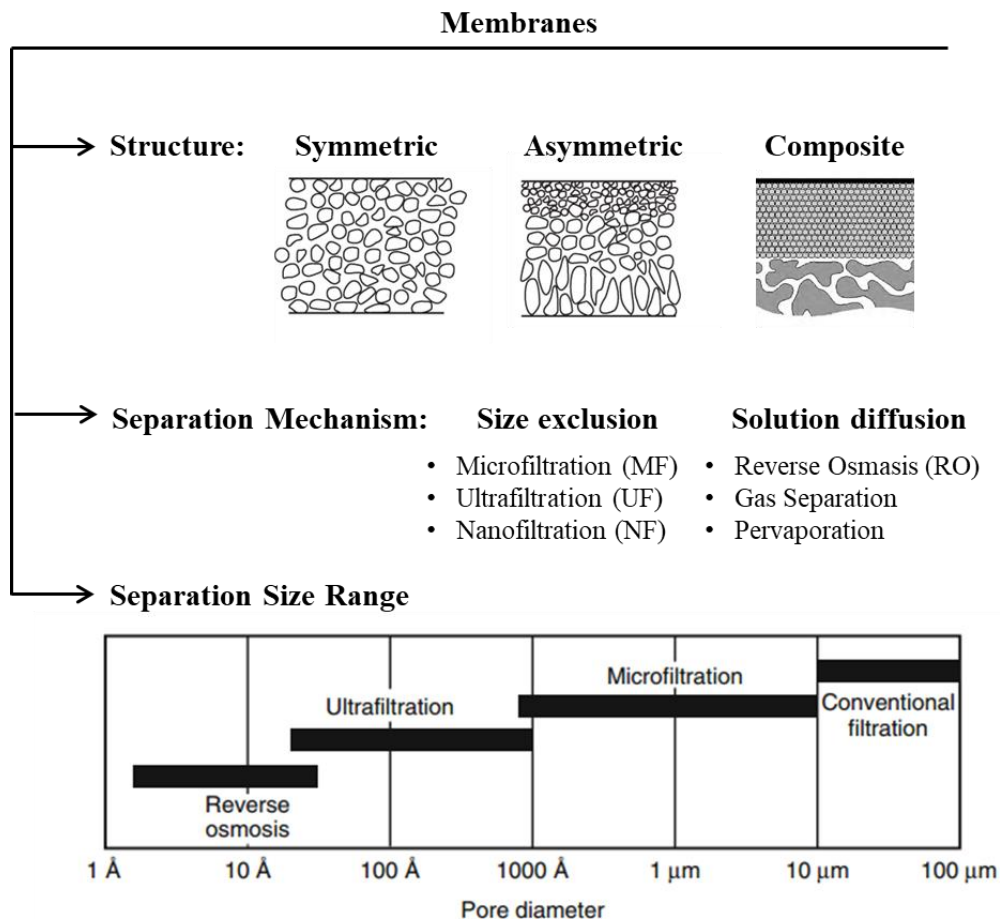 Membranes
Structure: Symmetric Asymmetric Composite
Separation Mechanism: Size exclusion Solution diffusion
• Microfiltration (MF) • Reverse Osmasis (RO)
• Ultrafiltration (UF) • Gas Separation
• Nanofiltration (NF) • Pervaporation
Separation Size Range
Microfiltration
Ultrafiltration
Conventional
filtration
Reverse
osmosis
1 Å 10 Å 100 Å 1000 Å 1 μm 10 μm 100 μm
Pore diameter